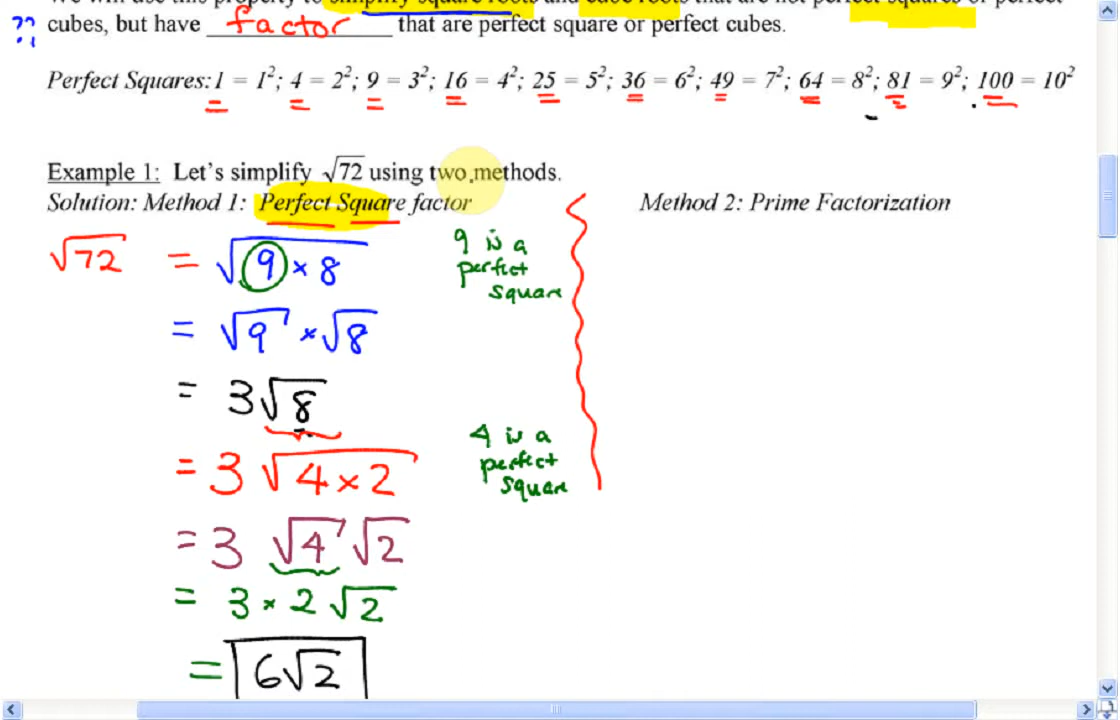 cubes, but have factor that are perfect square or perfect cubes.
Perfect Squares: 1 = 1²; 4 = 2²; 9 = 3²; 16 = 4²; 25 = 5²; 36 = 6²; 49 = 7²; 64 = 8²; 81 = 9²; 100 = 10²
Example 1: Let's simplify √72 using two methods.
Solution: Method 1: Perfect Square factor
√72 = √9 × 8
9 is a
perfect
square
= √9 × √8
= 3√8
= 3 √4 × 2
4 is a
perfect
square
= 3 √4 √2
= 3 × 2 √2
= 6√2
Method 2: Prime Factorization